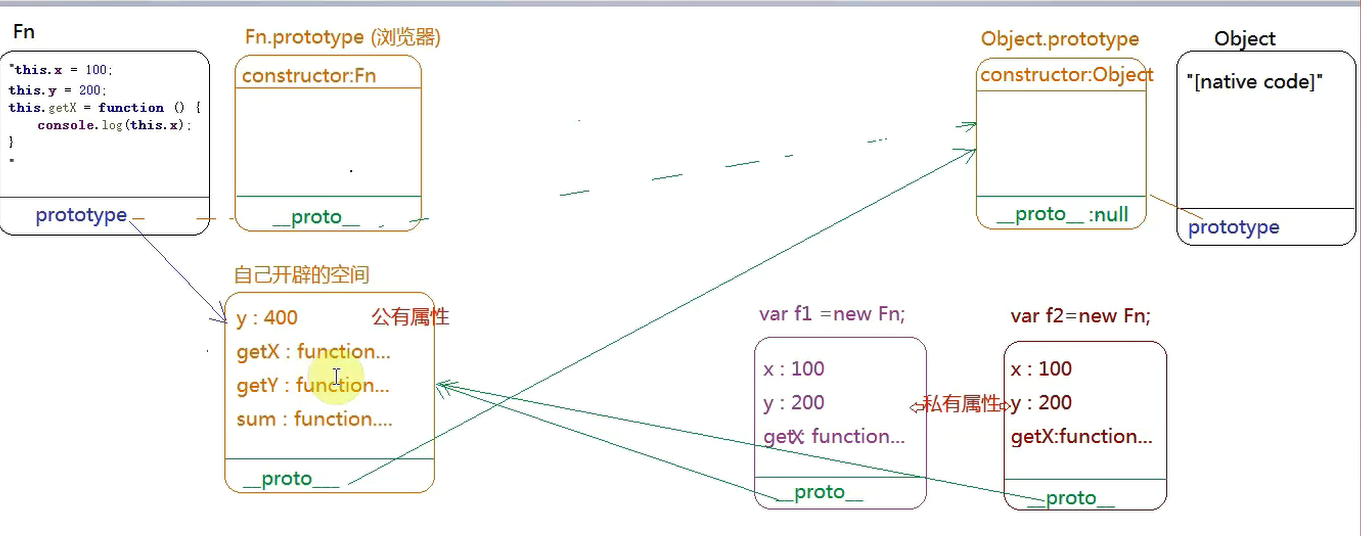 Fn
"this.x = 100;
this.y = 200;
this.getX = function () {
console.log(this.x);
}
"
prototype
Fn.prototype (浏览器)
constructor:Fn
__proto__
Object.prototype
constructor:Object
__proto__ :null
Object
"[native code]"
prototype
自己开辟的空间
y : 400
公有属性
getX : function...
getY : function...
sum : function....
__proto___
var f1 =new Fn;
x : 100
y : 200
getX: function...
__proto__
私有属性
var f2=new Fn;
x : 100
y : 200
getX:function...
__proto__